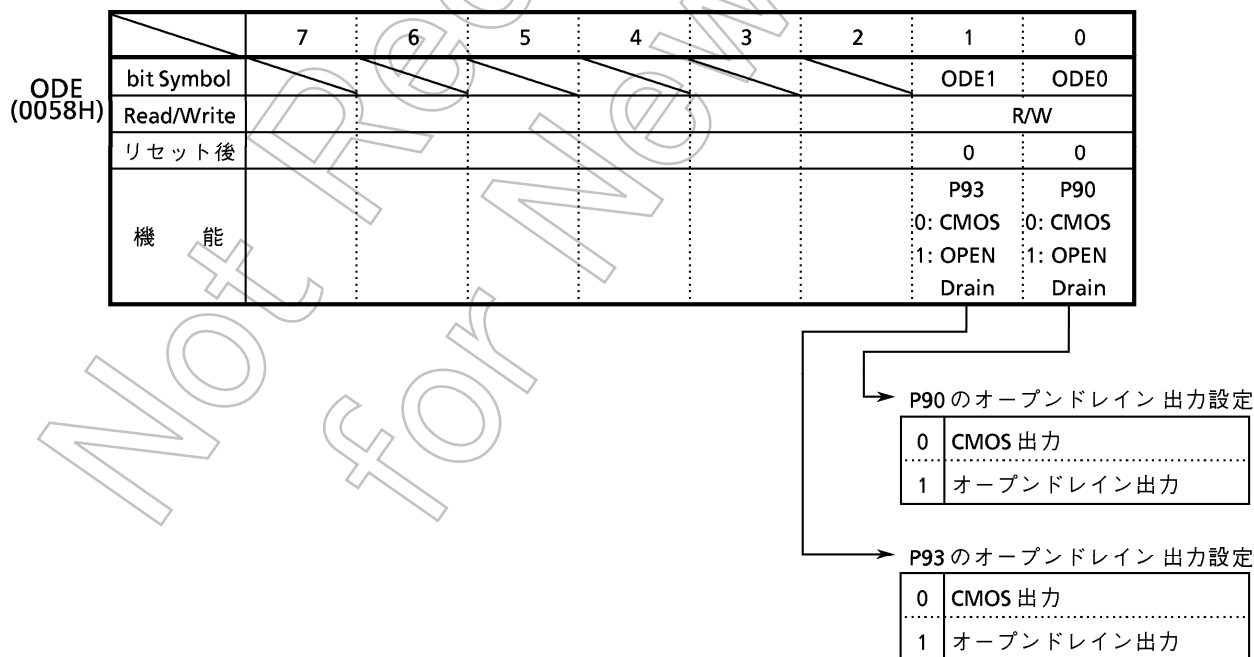 7 6 5 4 3 2 1 0
ODE
(0058H)
bit Symbol ODE1 ODE0
Read/Write R/W
リセット後 0 0
機 能
P93 P90
0: CMOS 0: CMOS
1: OPEN 1: OPEN
Drain Drain
P90 のオープンドレイン 出力設定
0 CMOS 出力
1 オープンドレイン出力
P93 のオープンドレイン 出力設定
0 CMOS 出力
1 オープンドレイン出力
Not Re
for New